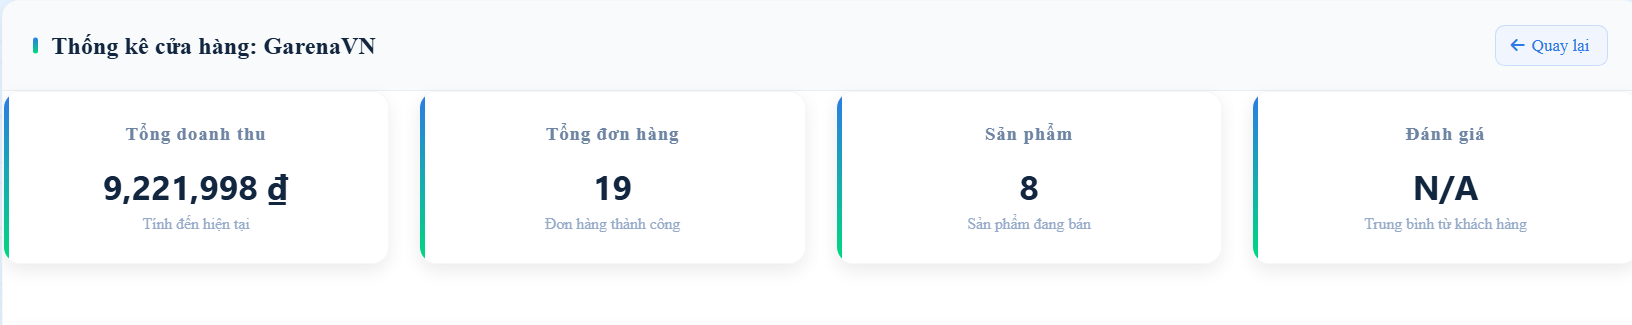 Thống kê cửa hàng: GarenaVN
Quay lại
Tổng doanh thu
9,221,998 ₫
Tính đến hiện tại
Tổng đơn hàng
19
Đơn hàng thành công
Sản phẩm
8
Sản phẩm đang bán
Đánh giá
N/A
Trung bình từ khách hàng